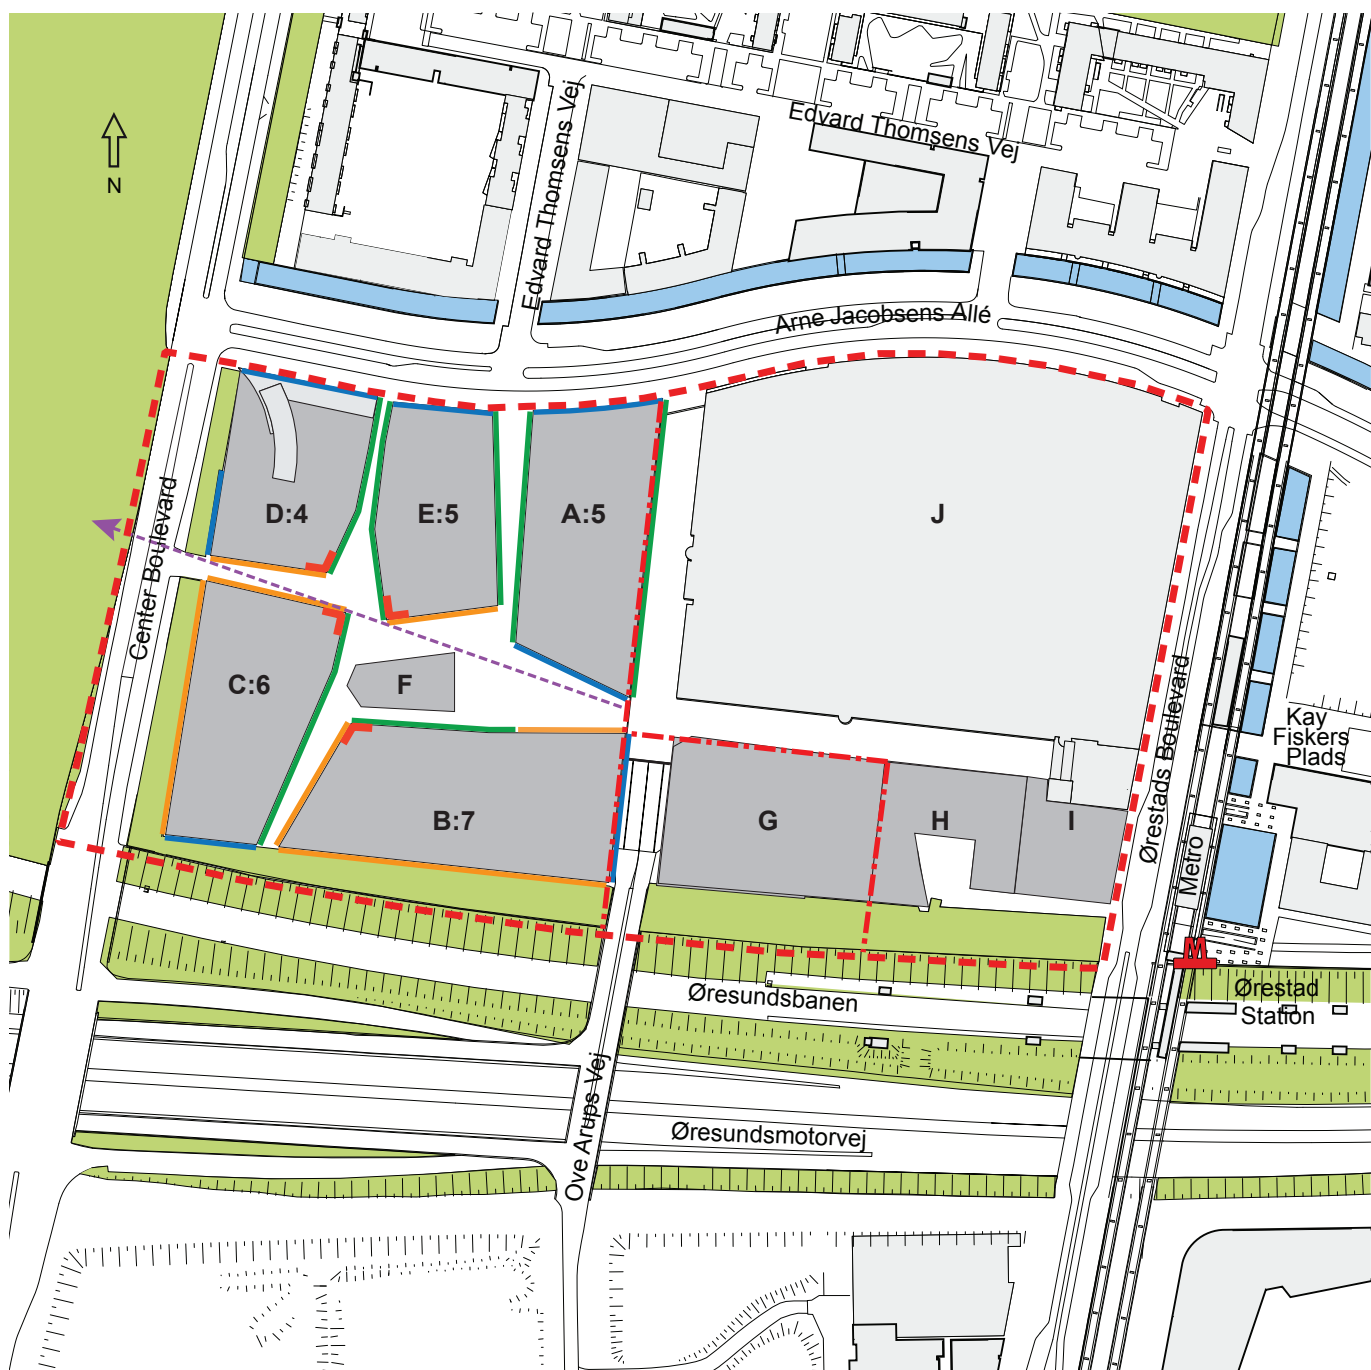 Edvard Thomsens Vej
Edvard Thomsens Vej
N
Arne Jacobsens Allé
D:4
E:5
A:5
J
Center Boulevard
C:6
F
Ørestads Boulevard
Kay
Fiskers
Plads
B:7
G
H
I
Metro
M
Øresundsbanen
Ørestad
Station
Ove Arups Vej
Øresundsmotorvej